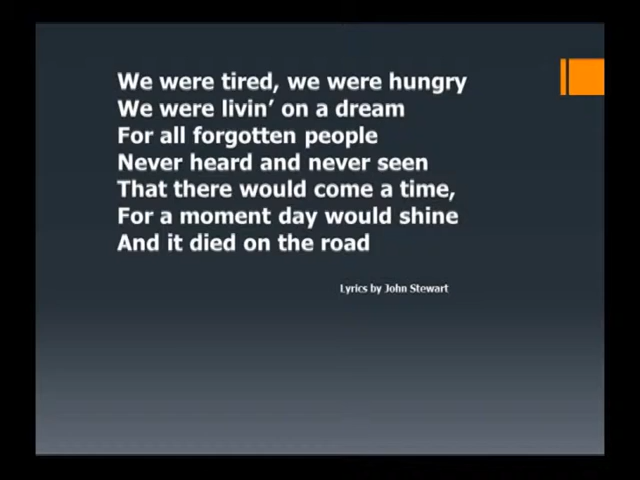 We were tired, we were hungry
We were livin’ on a dream
For all forgotten people
Never heard and never seen
That there would come a time,
For a moment day would shine
And it died on the road
Lyrics by John Stewart